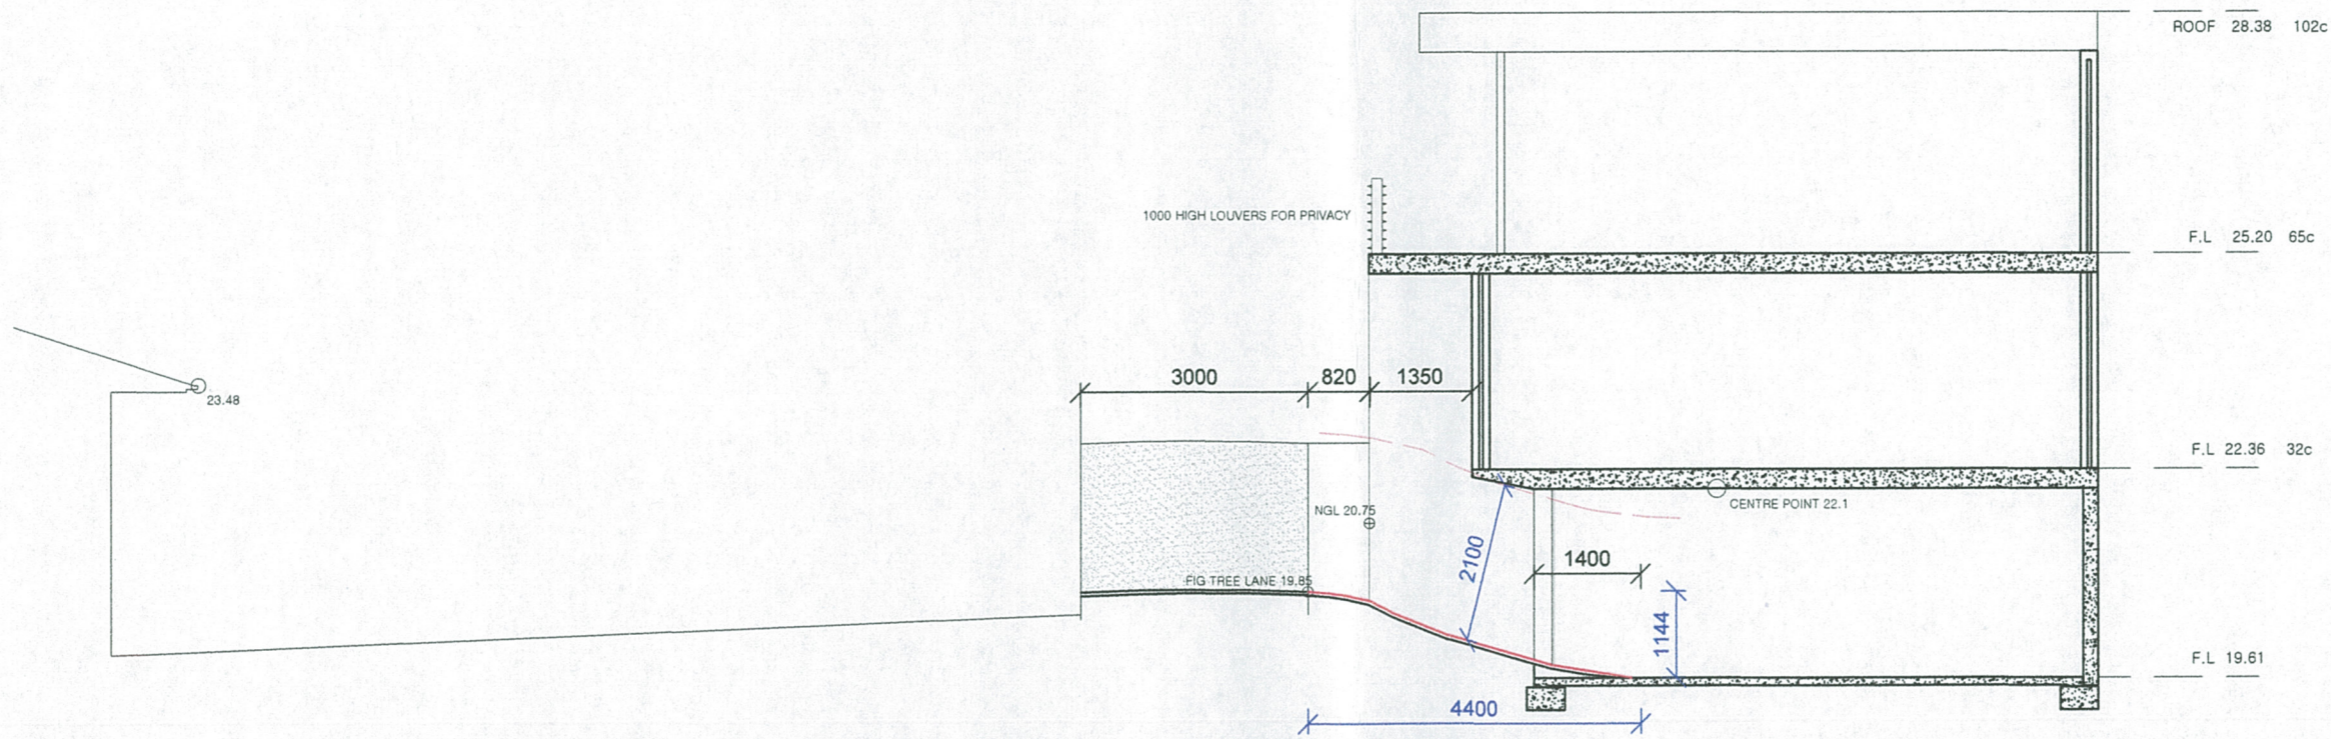 ROOF 28.38 102c
1000 HIGH LOUVERS FOR PRIVACY
F.L 25.20 65c
3000 820 1350
23.48
F.L 22.36 32c
CENTRE POINT 22.1
NGL 20.75
2100
1400
FIG TREE LANE 19.85
1144
F.L 19.61
4400